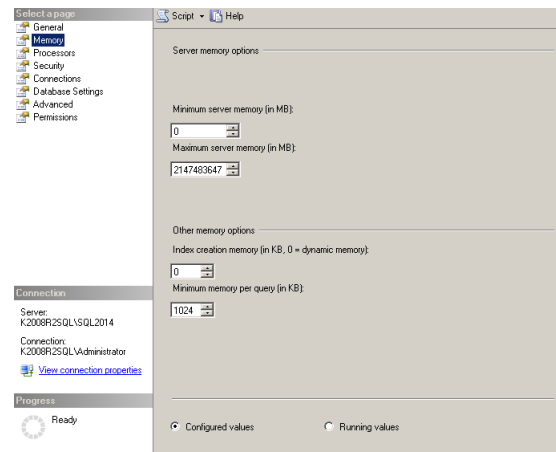 Select a page
General
Memory
Processors
Security
Connections
Database Settings
Advanced
Permissions
Script Help
Server memory options
Minimum server memory (in MB):
0
Maximum server memory (in MB):
2147483647
Other memory options
Index creation memory (in KB, 0 = dynamic memory):
0
Minimum memory per query (in KB):
1024
Connection
Server:
K2008R2SQL\SQL2014
Connection:
K2008R2SQL\Administrator
View connection properties
Progress
Ready
Configured values Running values